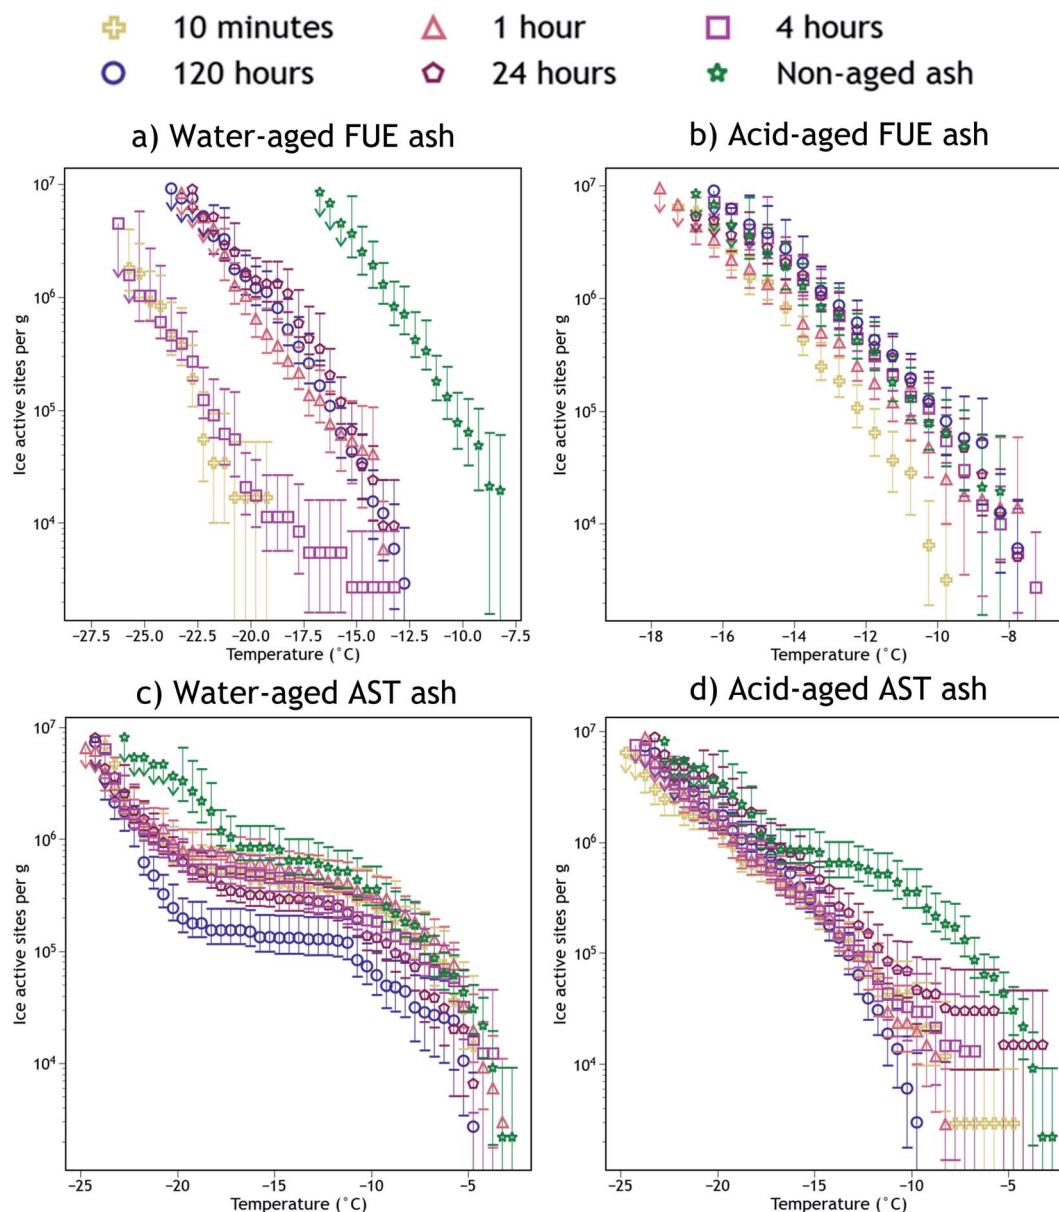 10 minutes 1 hour 4 hours
120 hours 24 hours Non-aged ash
a) Water-aged FUE ash
b) Acid-aged FUE ash
10⁷
10⁶
10⁵
10⁴
Ice active sites per g
−27.5 −25.0 −22.5 −20.0 −17.5 −15.0 −12.5 −10.0 −7.5
Temperature (°C)
10⁷
10⁶
10⁵
10⁴
Ice active sites per g
−18 −16 −14 −12 −10 −8
Temperature (°C)
c) Water-aged AST ash
d) Acid-aged AST ash
10⁷
10⁶
10⁵
10⁴
Ice active sites per g
−25 −20 −15 −10 −5
Temperature (°C)
10⁷
10⁶
10⁵
10⁴
Ice active sites per g
−25 −20 −15 −10 −5
Temperature (°C)